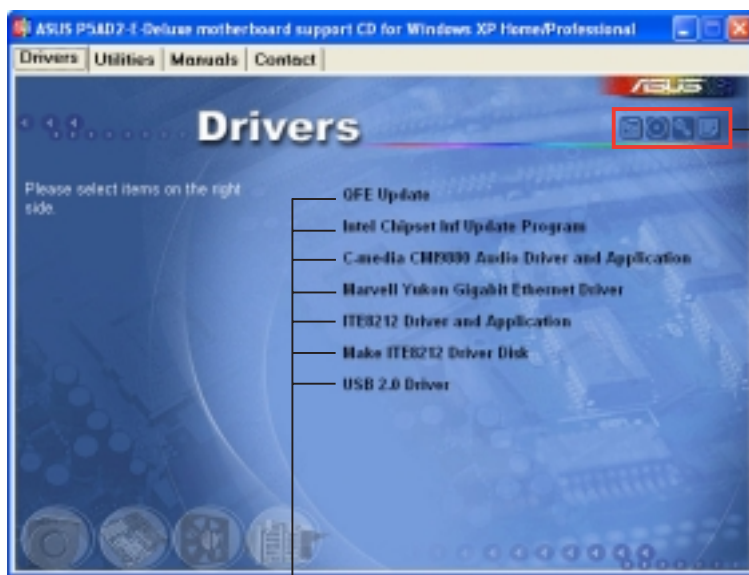 ASUS P5AD2-E-Deluxe motherboard support CD for Windows XP Home/Professional
Drivers Utilities Manuals Contact
ASUS
Drivers
Please select items on the right
side.
QFE Update
Intel Chipset Inf Update Program
C-media CMI9880 Audio Driver and Application
Marvell Yukon Gigabit Ethernet Driver
ITE8212 Driver and Application
Make ITE8212 Driver Disk
USB 2.0 Driver